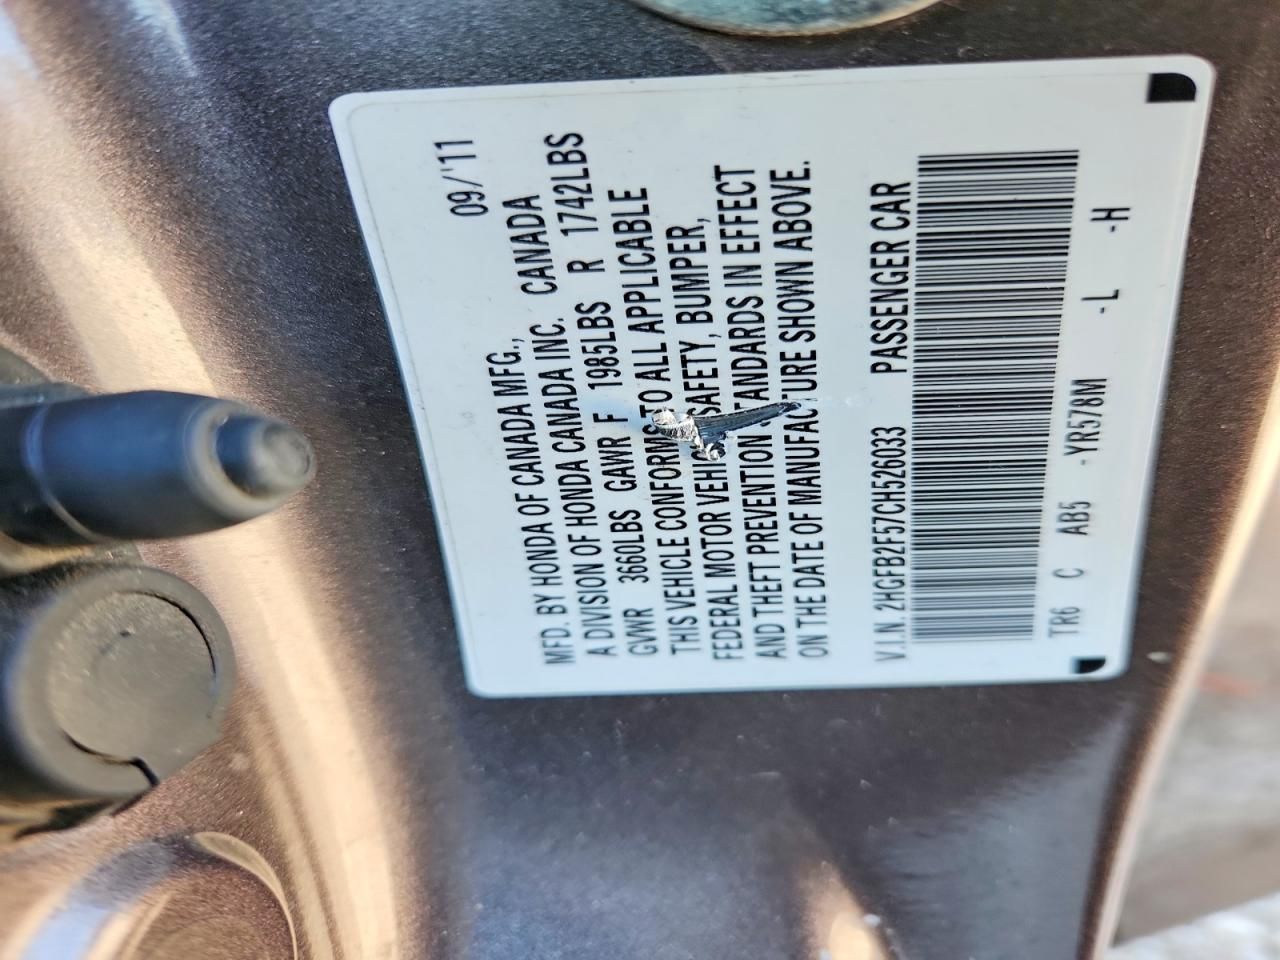 09/'11
MFD. BY HONDA OF CANADA MFG.,
A DIVISION OF HONDA CANADA INC. CANADA
GVWR 3660LBS GAWR F 1985LBS R 1742LBS
THIS VEHICLE CONFORMS TO ALL APPLICABLE
FEDERAL MOTOR VEHIC SAFETY, BUMPER,
AND THEFT PREVENTION STANDARDS IN EFFECT
ON THE DATE OF MANUFACTURE SHOWN ABOVE.
V.I.N. 2HGFB2F57CH526033 PASSENGER CAR
TR6 C AB5 -YR578M -L -H